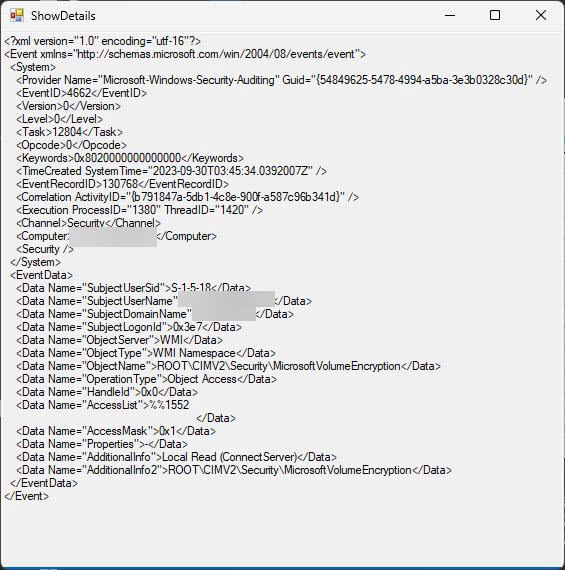 ShowDetails
<?xml version="1.0" encoding="utf-16"?>
<Event xmlns="http://schemas.microsoft.com/win/2004/08/events/event">
<System>
<Provider Name="Microsoft-Windows-Security-Auditing" Guid="{54849625-5478-4994-a5ba-3e3b0328c30d}" />
<EventID>4662</EventID>
<Version>0</Version>
<Level>0</Level>
<Task>12804</Task>
<Opcode>0</Opcode>
<Keywords>0x8020000000000000</Keywords>
<TimeCreated SystemTime="2023-09-30T03:45:34.0392007Z" />
<EventRecordID>130768</EventRecordID>
<Correlation ActivityID="{b791847a-5db1-4c8e-900f-a587c96b341d}" />
<Execution ProcessID="1380" ThreadID="1420" />
<Channel>Security</Channel>
<Computer </Computer>
<Security />
</System>
<EventData>
<Data Name="SubjectUserSid">S-1-5-18</Data>
<Data Name="SubjectUserName" </Data>
<Data Name="SubjectDomainName" </Data>
<Data Name="SubjectLogonId">0x3e7</Data>
<Data Name="ObjectServer">WMI</Data>
<Data Name="ObjectType">WMI Namespace</Data>
<Data Name="ObjectName">ROOT\CIMV2\Security\MicrosoftVolumeEncryption</Data>
<Data Name="OperationType">Object Access</Data>
<Data Name="HandleId">0x0</Data>
<Data Name="AccessList">%%1552
</Data>
<Data Name="AccessMask">0x1</Data>
<Data Name="Properties">-</Data>
<Data Name="AdditionalInfo">Local Read (ConnectServer)</Data>
<Data Name="AdditionalInfo2">ROOT\CIMV2\Security\MicrosoftVolumeEncryption</Data>
</EventData>
</Event>